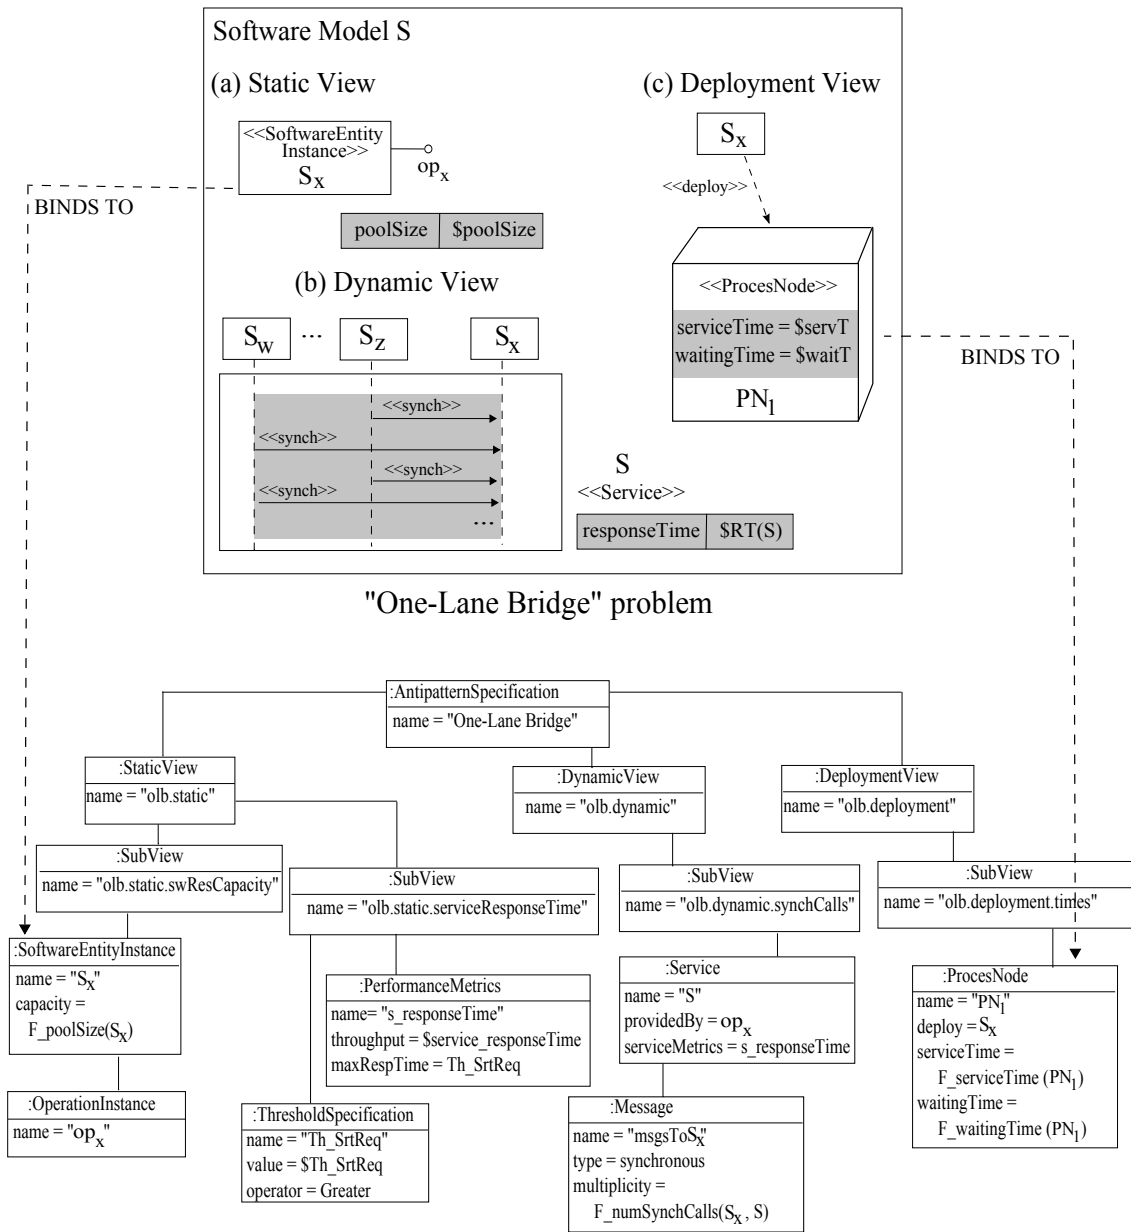 Software Model S
(a) Static View
<<SoftwareEntity
Instance>>
Sx
opx
poolSize $poolSize
(c) Deployment View
Sx
<<deploy>>
<<ProcesNode>>
serviceTime = $servT
waitingTime = $waitT
PN1
BINDS TO
BINDS TO
(b) Dynamic View
Sw ... Sz Sx
<<synch>>
<<synch>>
<<synch>>
<<synch>>
...
S
<<Service>>
responseTime $RT(S)
"One-Lane Bridge" problem
:AntipatternSpecification
name = "One-Lane Bridge"
:StaticView
name = "olb.static"
:DynamicView
name = "olb.dynamic"
:DeploymentView
name = "olb.deployment"
:SubView
name = "olb.static.swResCapacity"
:SubView
name = "olb.static.serviceResponseTime"
:SubView
name = "olb.dynamic.synchCalls"
:SubView
name = "olb.deployment.times"
:SoftwareEntityInstance
name = "Sx"
capacity =
F_poolSize(Sx)
:OperationInstance
name = "opx"
:PerformanceMetrics
name= "s_responseTime"
throughput = $service_responseTime
maxRespTime = Th_SrtReq
:ThresholdSpecification
name = "Th_SrtReq"
value = $Th_SrtReq
operator = Greater
:Service
name = "S"
providedBy = opx
serviceMetrics = s_responseTime
:Message
name = "msgsToSx"
type = synchronous
multiplicity =
F_numSynchCalls(Sx , S)
:ProcesNode
name = "PN1"
deploy = Sx
serviceTime =
F_serviceTime (PN1)
waitingTime =
F_waitingTime (PN1)